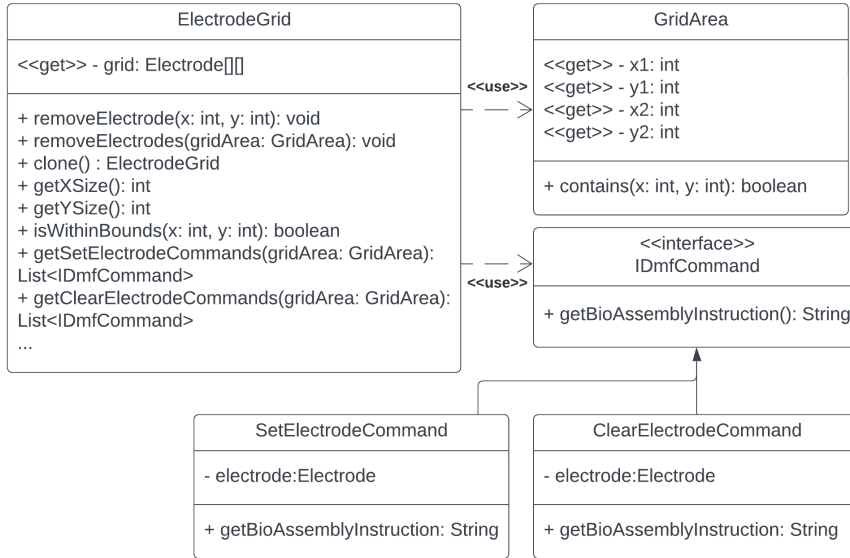 ElectrodeGrid
<<get>> - grid: Electrode[][]
+ removeElectrode(x: int, y: int): void
+ removeElectrodes(gridArea: GridArea): void
+ clone() : ElectrodeGrid
+ getXSize(): int
+ getYSize(): int
+ isWithinBounds(x: int, y: int): boolean
+ getSetElectrodeCommands(gridArea: GridArea):
List<IDmfCommand>
+ getClearElectrodeCommands(gridArea: GridArea):
List<IDmfCommand>
...
<<use>>
GridArea
<<get>> - x1: int
<<get>> - y1: int
<<get>> - x2: int
<<get>> - y2: int
+ contains(x: int, y: int): boolean
<<use>>
<<interface>>
IDmfCommand
+ getBioAssemblyInstruction(): String
SetElectrodeCommand
- electrode:Electrode
+ getBioAssemblyInstruction: String
ClearElectrodeCommand
- electrode:Electrode
+ getBioAssemblyInstruction: String